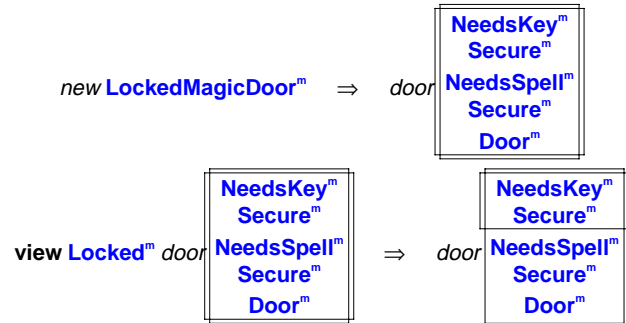 NeedsKeyᵐ
Secureᵐ
new LockedMagicDoorᵐ ⇒ door NeedsSpellᵐ
Secureᵐ
Doorᵐ
NeedsKeyᵐ NeedsKeyᵐ
Secureᵐ Secureᵐ
view Lockedᵐ door NeedsSpellᵐ ⇒ door NeedsSpellᵐ
Secureᵐ Secureᵐ
Doorᵐ Doorᵐ